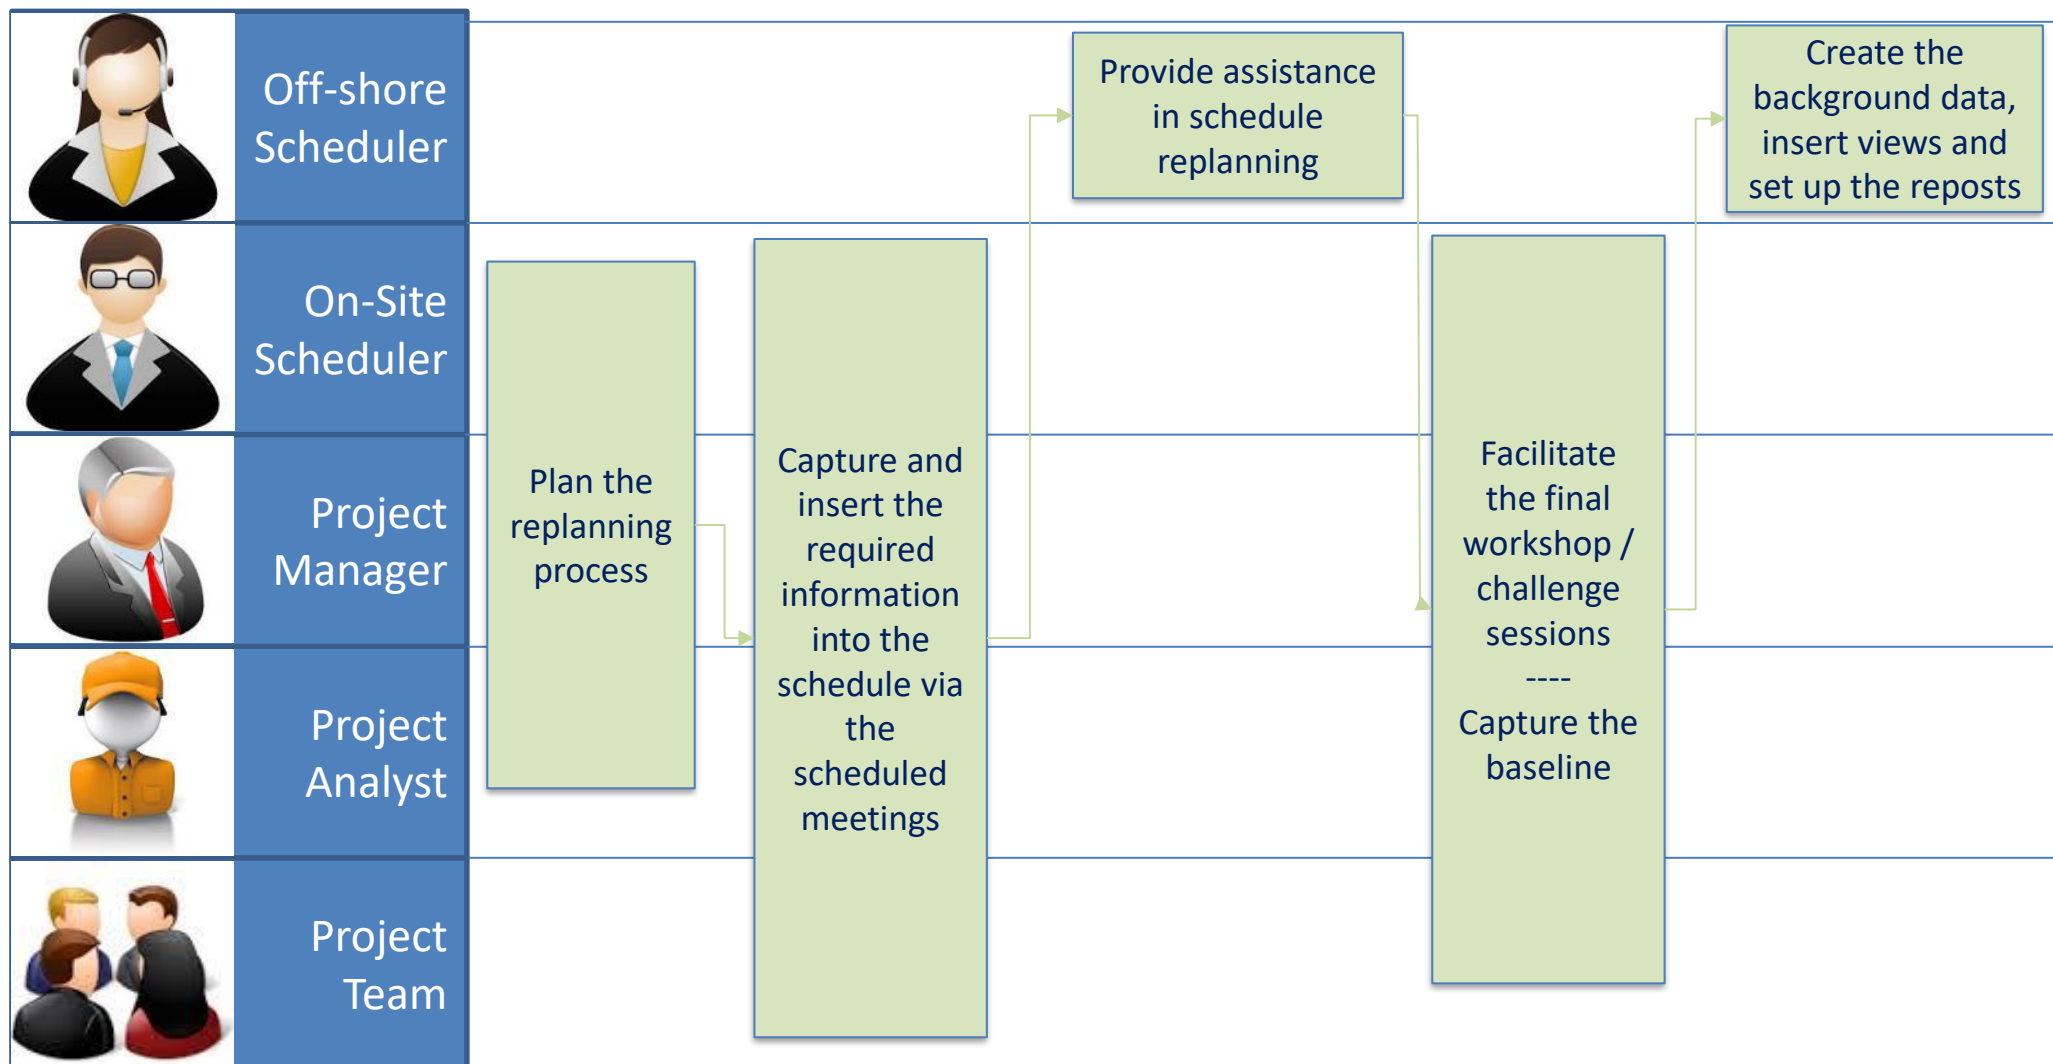 Off-shore
Scheduler
On-Site
Scheduler
Project
Manager
Project
Analyst
Project
Team
Plan the
replanning
process
Capture and
insert the
required
information
into the
schedule via
the
scheduled
meetings
Provide assistance
in schedule
replanning
Facilitate
the final
workshop /
challenge
sessions
----
Capture the
baseline
Create the
background data,
insert views and
set up the reposts